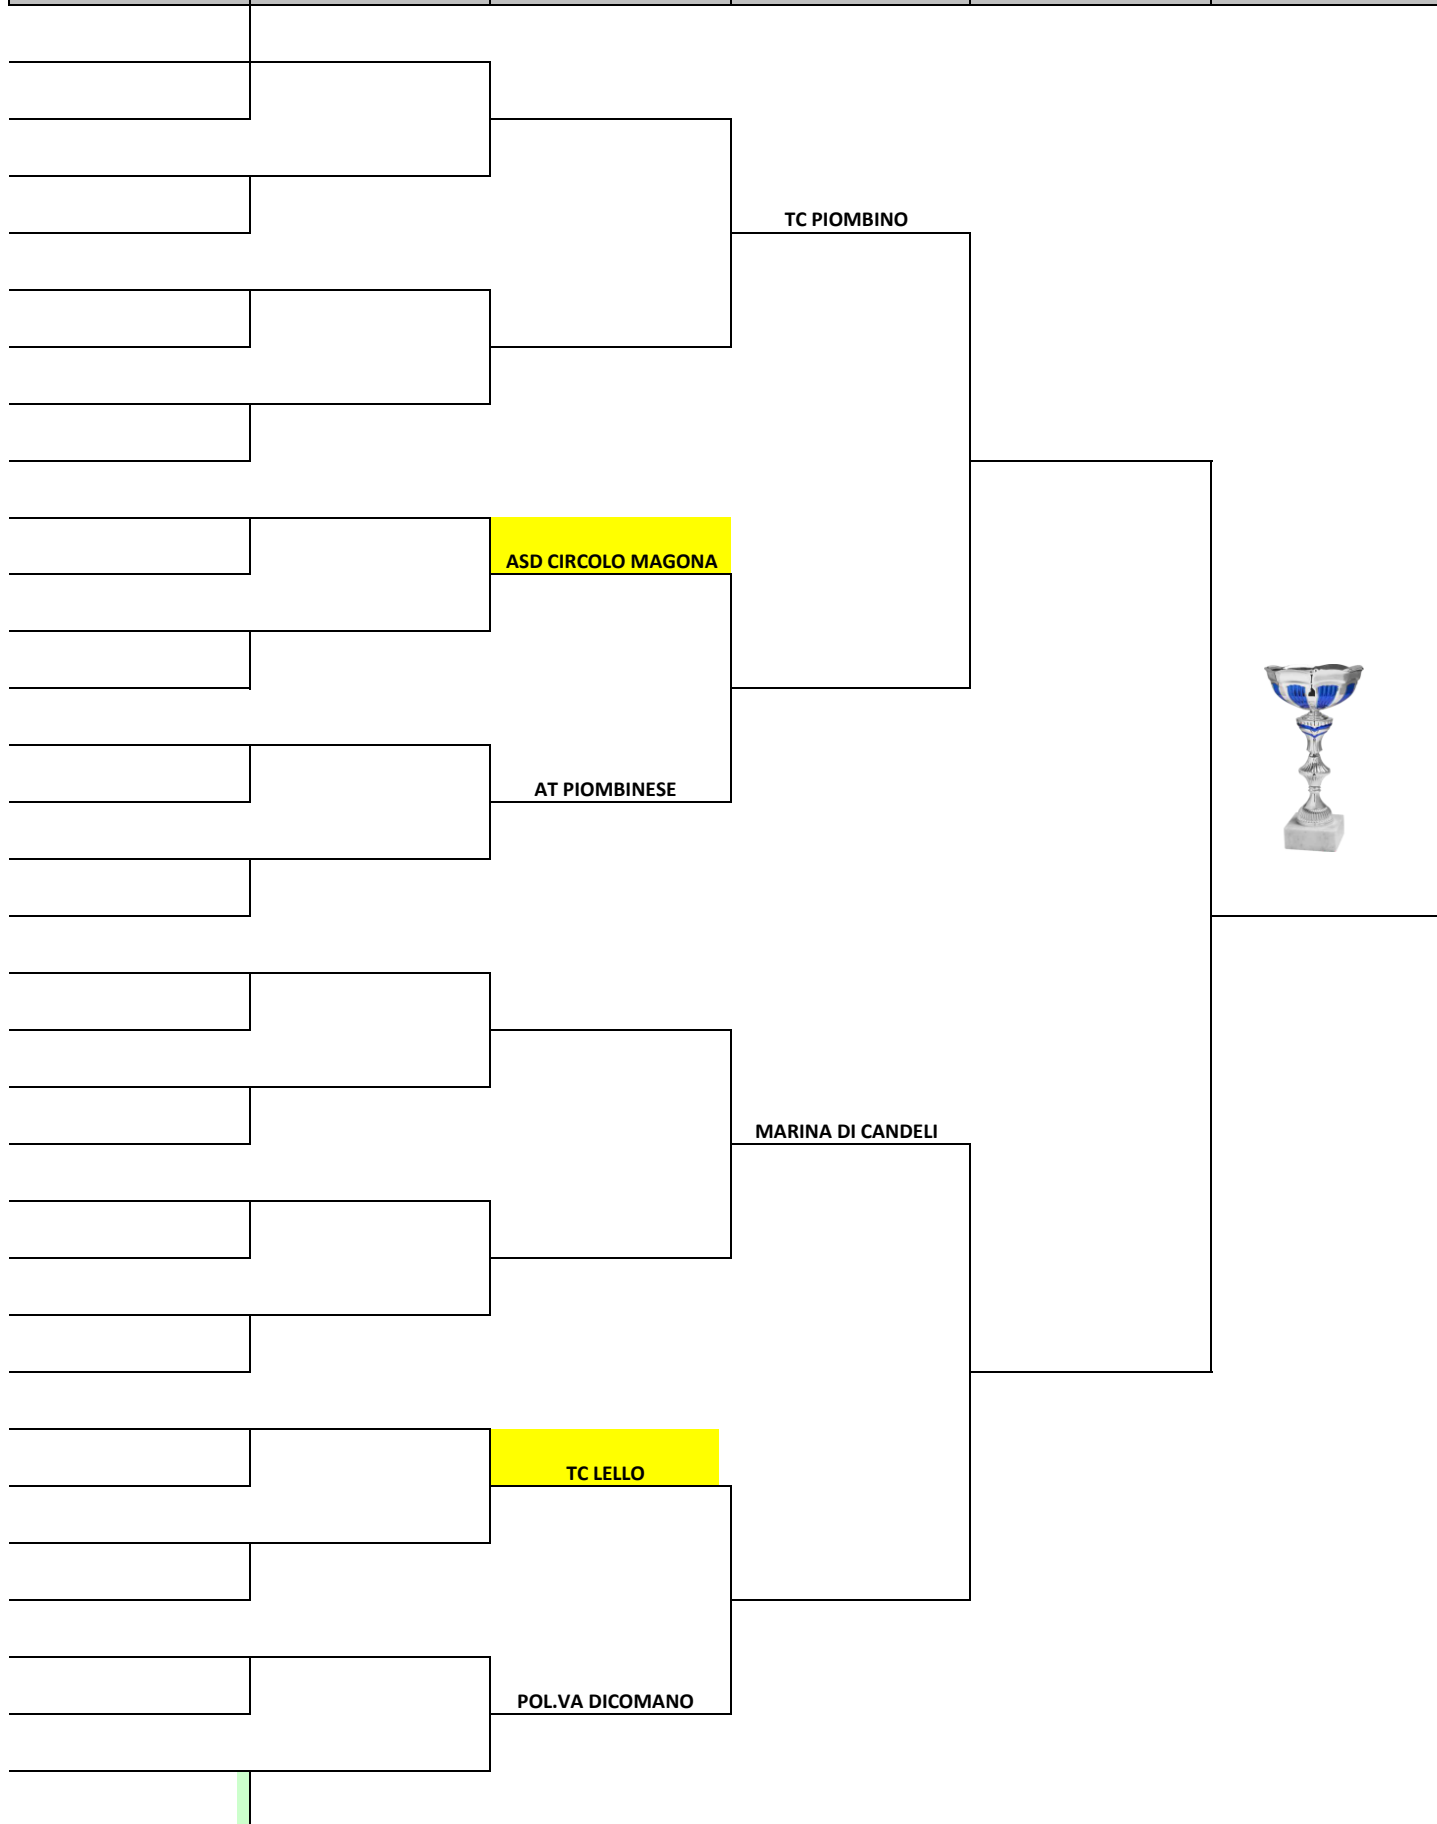 TC PIOMBINO
ASD CIRCOLO MAGONA
AT PIOMBINESE
MARINA DI CANDELI
TC LELLO
POL.VA DICOMANO